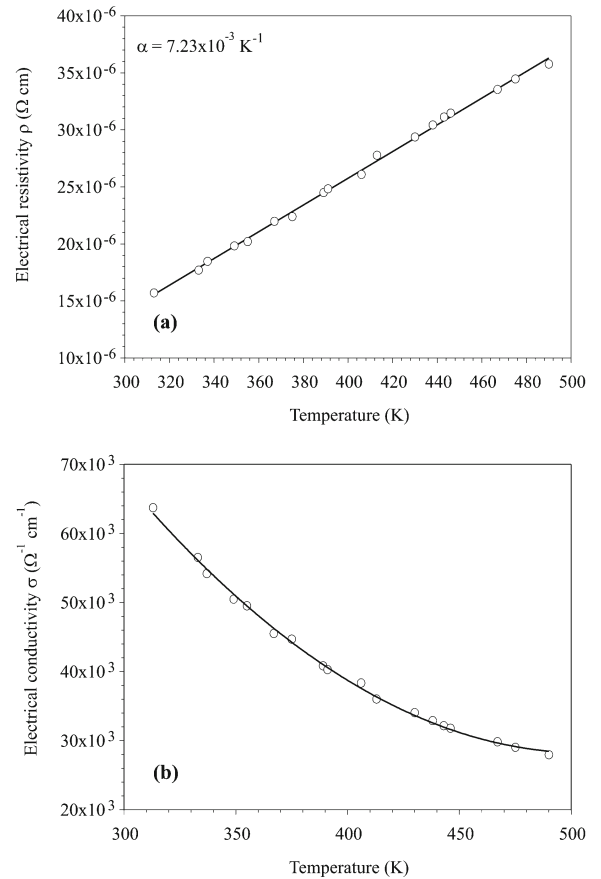 40x10⁻⁶
α = 7.23x10⁻³ K⁻¹
35x10⁻⁶
30x10⁻⁶
25x10⁻⁶
20x10⁻⁶
15x10⁻⁶
10x10⁻⁶
Electrical resistivity ρ (Ω cm)
(a)
300 320 340 360 380 400 420 440 460 480 500
Temperature (K)
70x10³
60x10³
50x10³
40x10³
30x10³
20x10³
Electrical conductivity σ (Ω⁻¹ cm⁻¹)
(b)
300 350 400 450 500
Temperature (K)